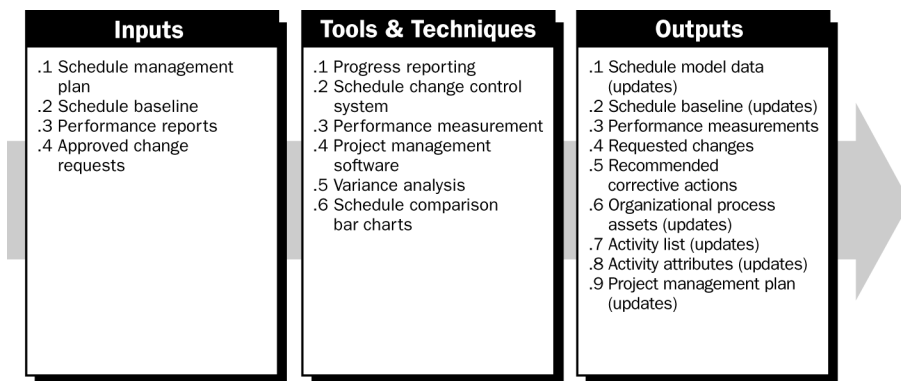 Inputs
.1 Schedule management
plan
.2 Schedule baseline
.3 Performance reports
.4 Approved change
requests
Tools & Techniques
.1 Progress reporting
.2 Schedule change control
system
.3 Performance measurement
.4 Project management
software
.5 Variance analysis
.6 Schedule comparison
bar charts
Outputs
.1 Schedule model data
(updates)
.2 Schedule baseline (updates)
.3 Performance measurements
.4 Requested changes
.5 Recommended
corrective actions
.6 Organizational process
assets (updates)
.7 Activity list (updates)
.8 Activity attributes (updates)
.9 Project management plan
(updates)